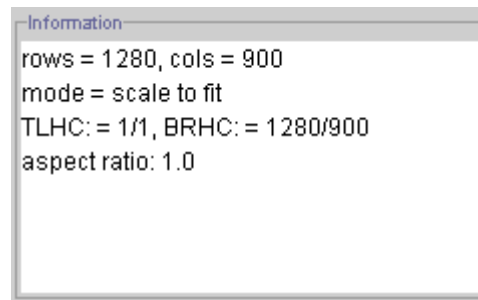 Information
rows = 1280, cols = 900
mode = scale to fit
TLHC: = 1/1, BRHC: = 1280/900
aspect ratio: 1.0